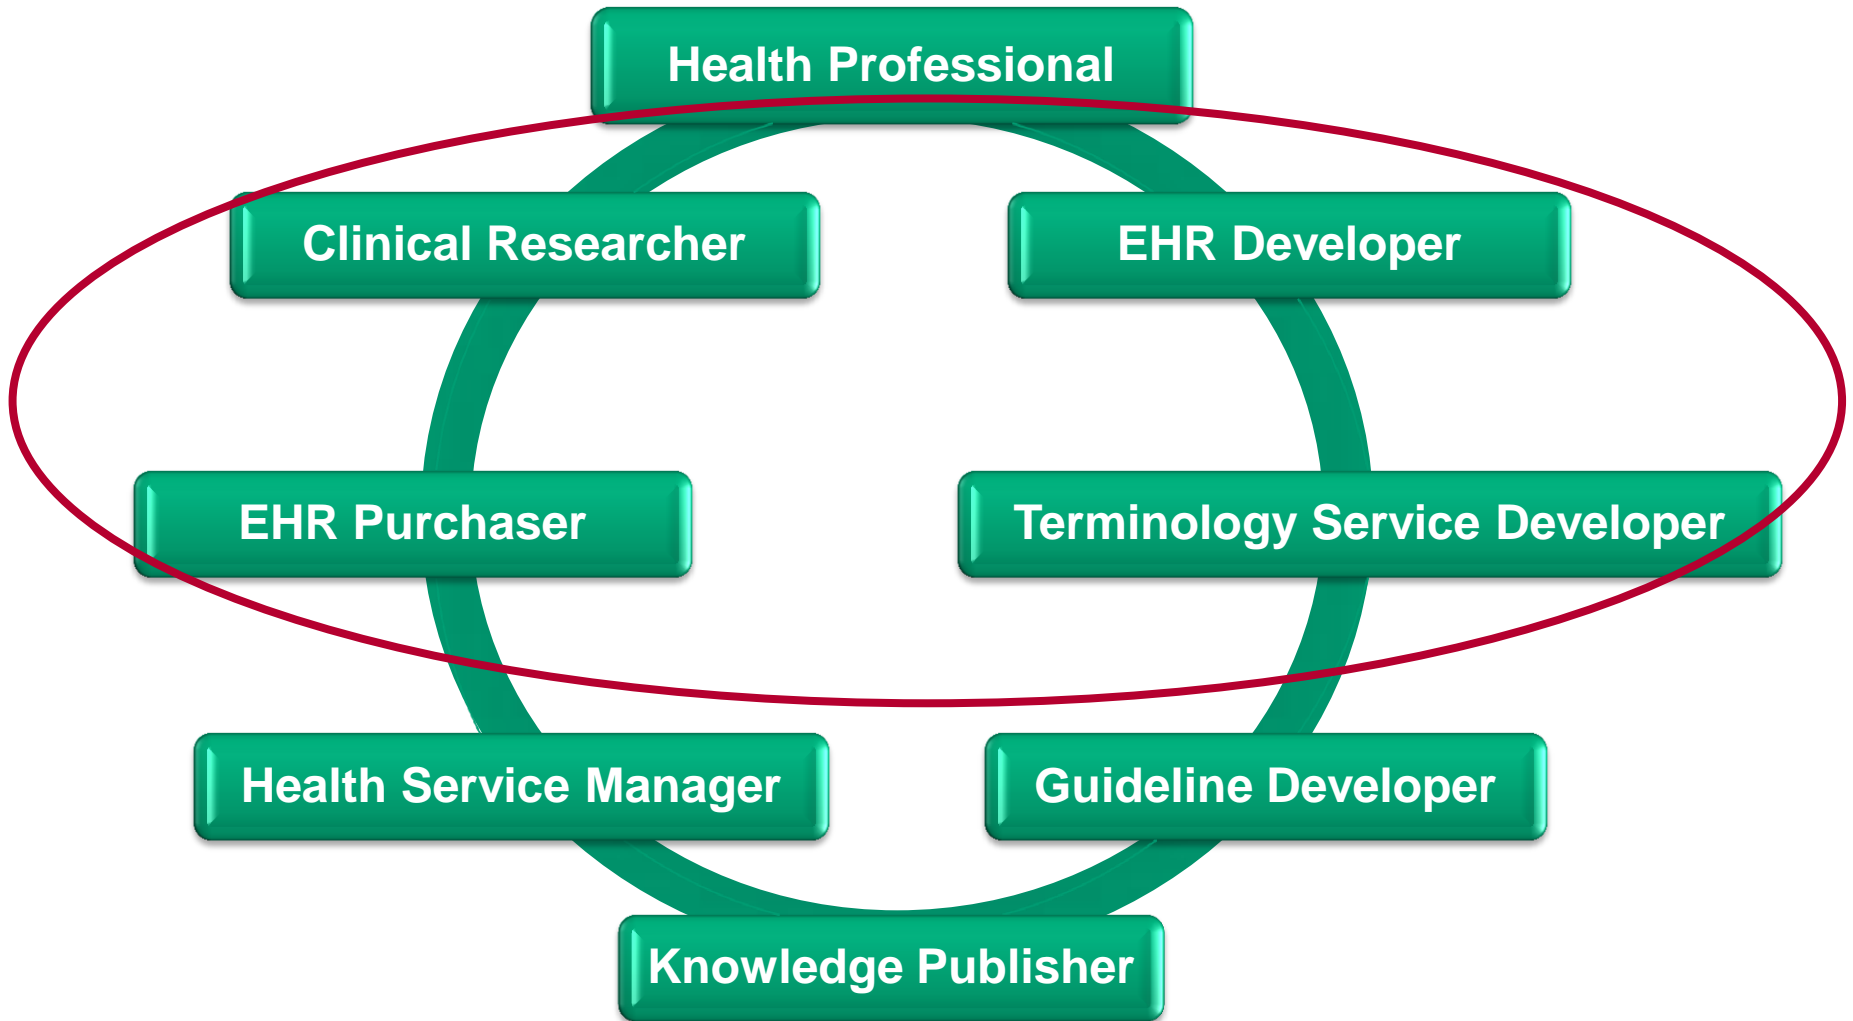 Health Professional
Clinical Researcher
EHR Developer
EHR Purchaser
Terminology Service Developer
Health Service Manager
Guideline Developer
Knowledge Publisher